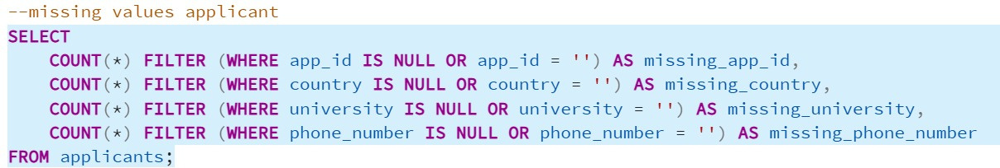 --missing values applicant
SELECT
    COUNT(*) FILTER (WHERE app_id IS NULL OR app_id = '') AS missing_app_id,
    COUNT(*) FILTER (WHERE country IS NULL OR country = '') AS missing_country,
    COUNT(*) FILTER (WHERE university IS NULL OR university = '') AS missing_university,
    COUNT(*) FILTER (WHERE phone_number IS NULL OR phone_number = '') AS missing_phone_number
FROM applicants;